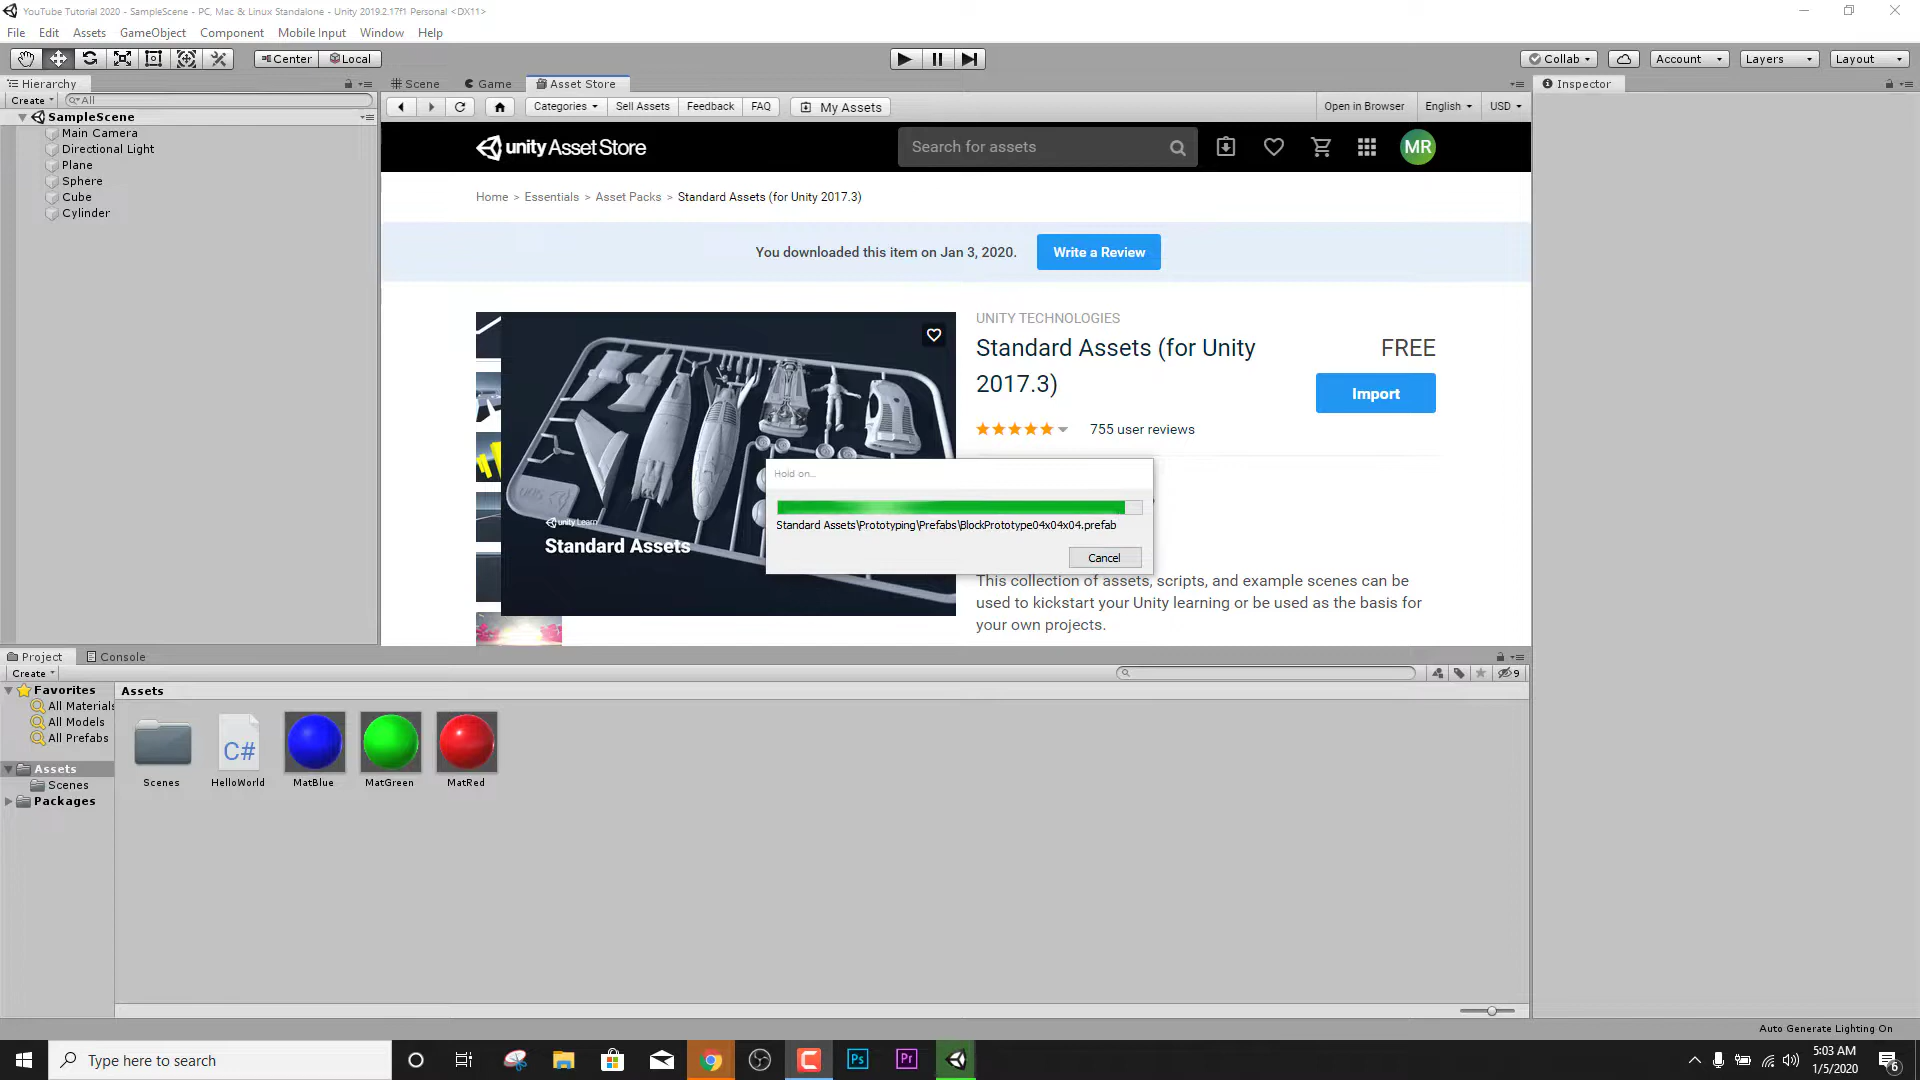 YouTube Tutorial 2020 - SampleScene - PC, Mac & Linux Standalone - Unity 2019.2.17f1 Personal <DX11>
File Edit Assets GameObject Component Mobile Input Window Help
Center Local
Collab Account Layers Layout
Hierarchy
Create All
SampleScene
Main Camera
Directional Light
Plane
Sphere
Cube
Cylinder
Scene Game Asset Store
Categories Sell Assets Feedback FAQ My Assets Open in Browser English USD
unity Asset Store
Search for assets
MR
Home > Essentials > Asset Packs > Standard Assets (for Unity 2017.3)
You downloaded this item on Jan 3, 2020.
Write a Review
unity Learn
Standard Assets
UNITY TECHNOLOGIES
Standard Assets (for Unity
2017.3)
FREE
Import
755 user reviews
Hold on...
Standard Assets\Prototyping\Prefabs\BlockPrototype04x04x04.prefab
Cancel
This collection of assets, scripts, and example scenes can be
used to kickstart your Unity learning or be used as the basis for
your own projects.
Inspector
Project Console
Create
9
Favorites
All Materials
All Models
All Prefabs
Assets
Scenes
Packages
Assets
Scenes
C#
HelloWorld
MatBlue
MatGreen
MatRed
Auto Generate Lighting On
Type here to search
Ps
Pr
5:03 AM
1/5/2020
6